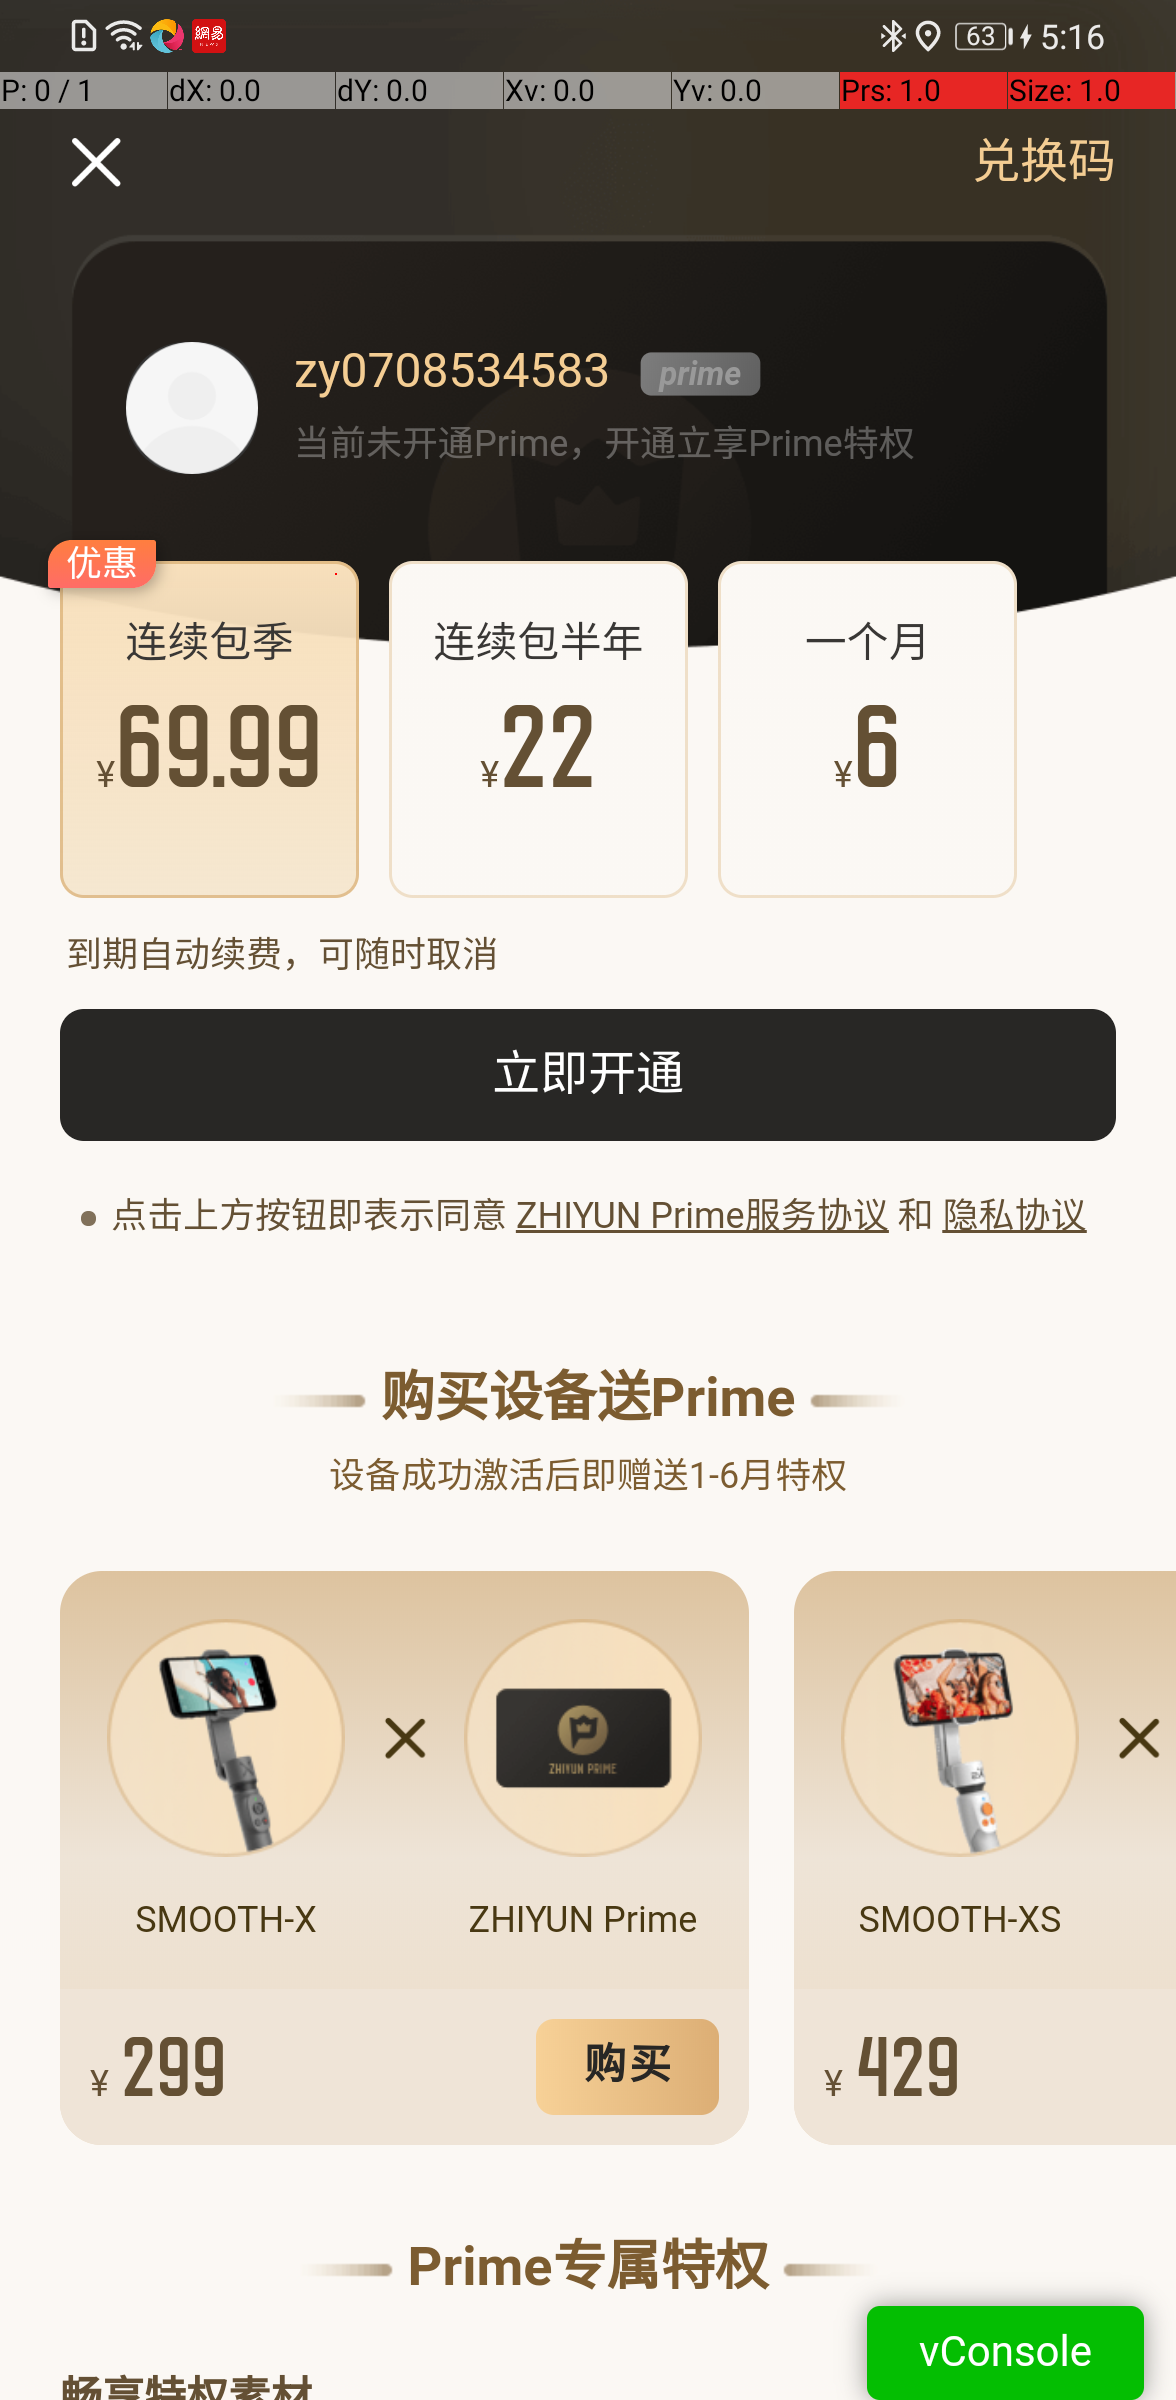 63 5:16
P: 0 / 1 dX: 0.0 dY: 0.0 Xv: 0.0 Yv: 0.0 Prs: 1.0 Size: 1.0
兑换码
zy0708534583 prime
当前未开通Prime，开通立享Prime特权
优惠
连续包季 连续包半年 一个月
¥69.99 ¥22 ¥6
到期自动续费，可随时取消
立即开通
点击上方按钮即表示同意 ZHIYUN Prime服务协议 和 隐私协议
购买设备送Prime
设备成功激活后即赠送1-6月特权
ZHIYUN PRIME
SMOOTH-X ZHIYUN Prime SMOOTH-XS
¥ 299 购买 ¥ 429
Prime专属特权
vConsole
畅享特权素材